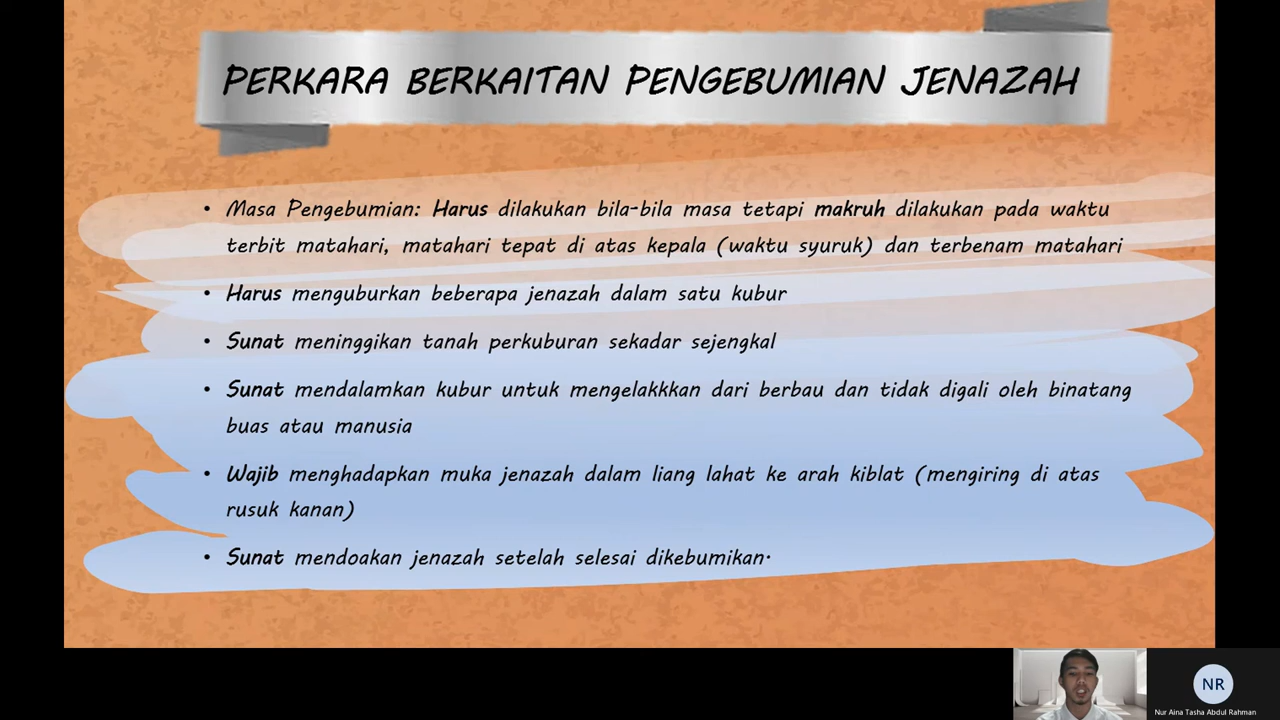 PERKARA BERKAITAN PENGEBUMIAN JENAZAH
• Masa Pengebumian: Harus dilakukan bila-bila masa tetapi makruh dilakukan pada waktu
terbit matahari, matahari tepat di atas kepala (waktu syuruk) dan terbenam matahari
• Harus menguburkan beberapa jenazah dalam satu kubur
• Sunat meninggikan tanah perkuburan sekadar sejengkal
• Sunat mendalamkan kubur untuk mengelakkkan dari berbau dan tidak digali oleh binatang
buas atau manusia
• Wajib menghadapkan muka jenazah dalam liang lahat ke arah kiblat (mengiring di atas
rusuk kanan)
• Sunat mendoakan jenazah setelah selesai dikebumikan.
NR
Nur Aina Tasha Abdul Rahman